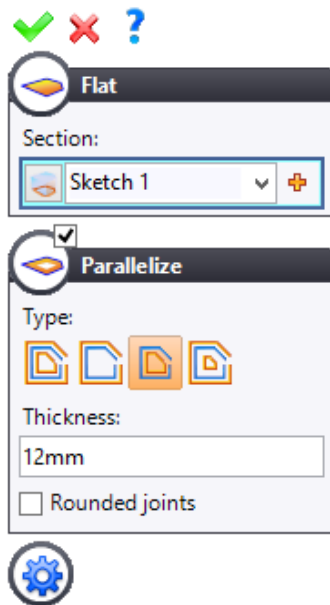 Flat
Section:
Sketch 1
Parallelize
Type:
Thickness:
12mm
Rounded joints